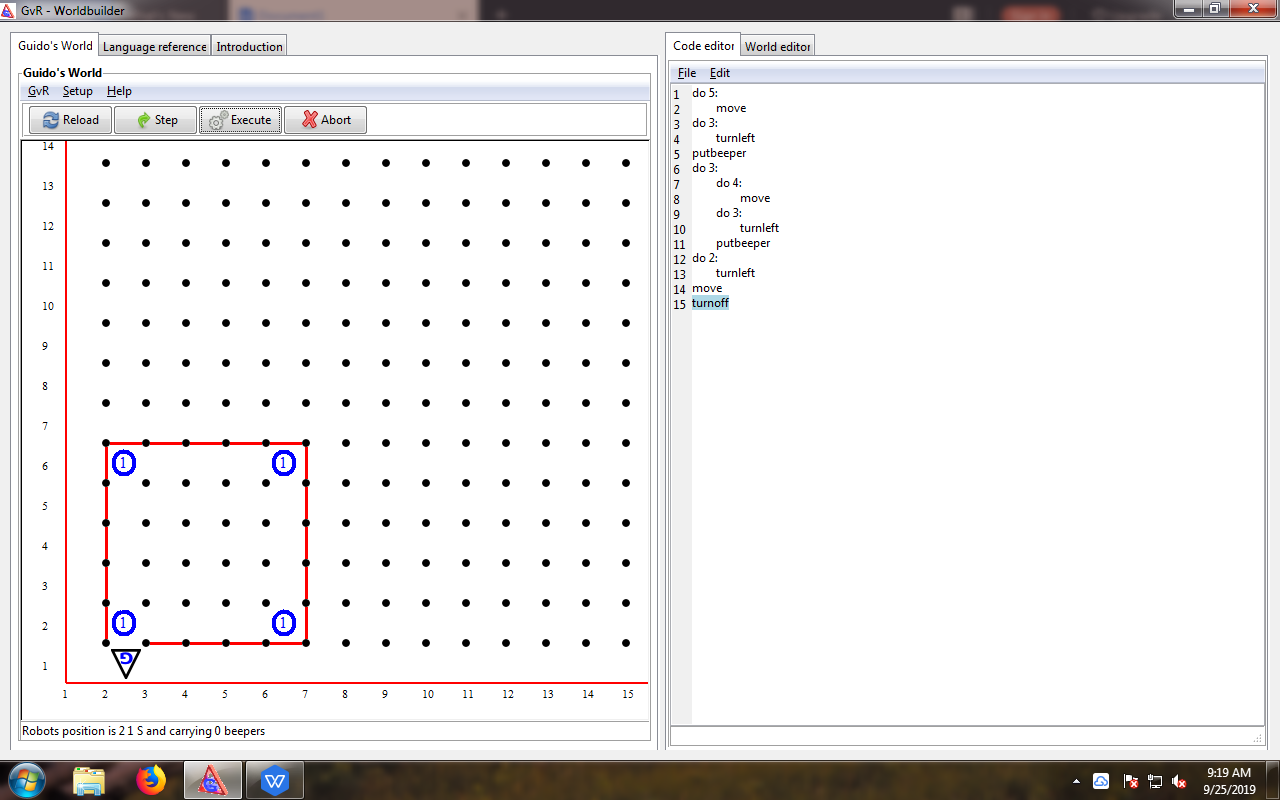 GvR - Worldbuilder
Guido's World Language reference Introduction
Guido's World
GvR Setup Help
Reload Step Execute Abort
14
13
12
11
10
9
8
7
6
5
4
3
2
1
1 1
1 1
G
1 2 3 4 5 6 7 8 9 10 11 12 13 14 15
Robots position is 2 1 S and carrying 0 beepers
Code editor World editor
File Edit
1 do 5:
2 move
3 do 3:
4 turnleft
5 putbeeper
6 do 3:
7 do 4:
8 move
9 do 3:
10 turnleft
11 putbeeper
12 do 2:
13 turnleft
14 move
15 turnoff
W
9:19 AM
9/25/2019